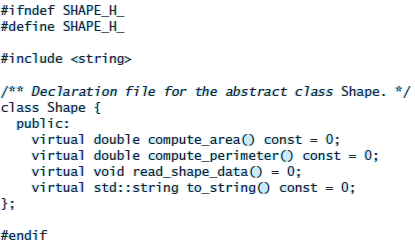 #ifndef SHAPE_H_
#define SHAPE_H_
#include <string>
/** Declaration file for the abstract class Shape. */
class Shape {
  public:
    virtual double compute_area() const = 0;
    virtual double compute_perimeter() const = 0;
    virtual void read_shape_data() = 0;
    virtual std::string to_string() const = 0;
};
#endif